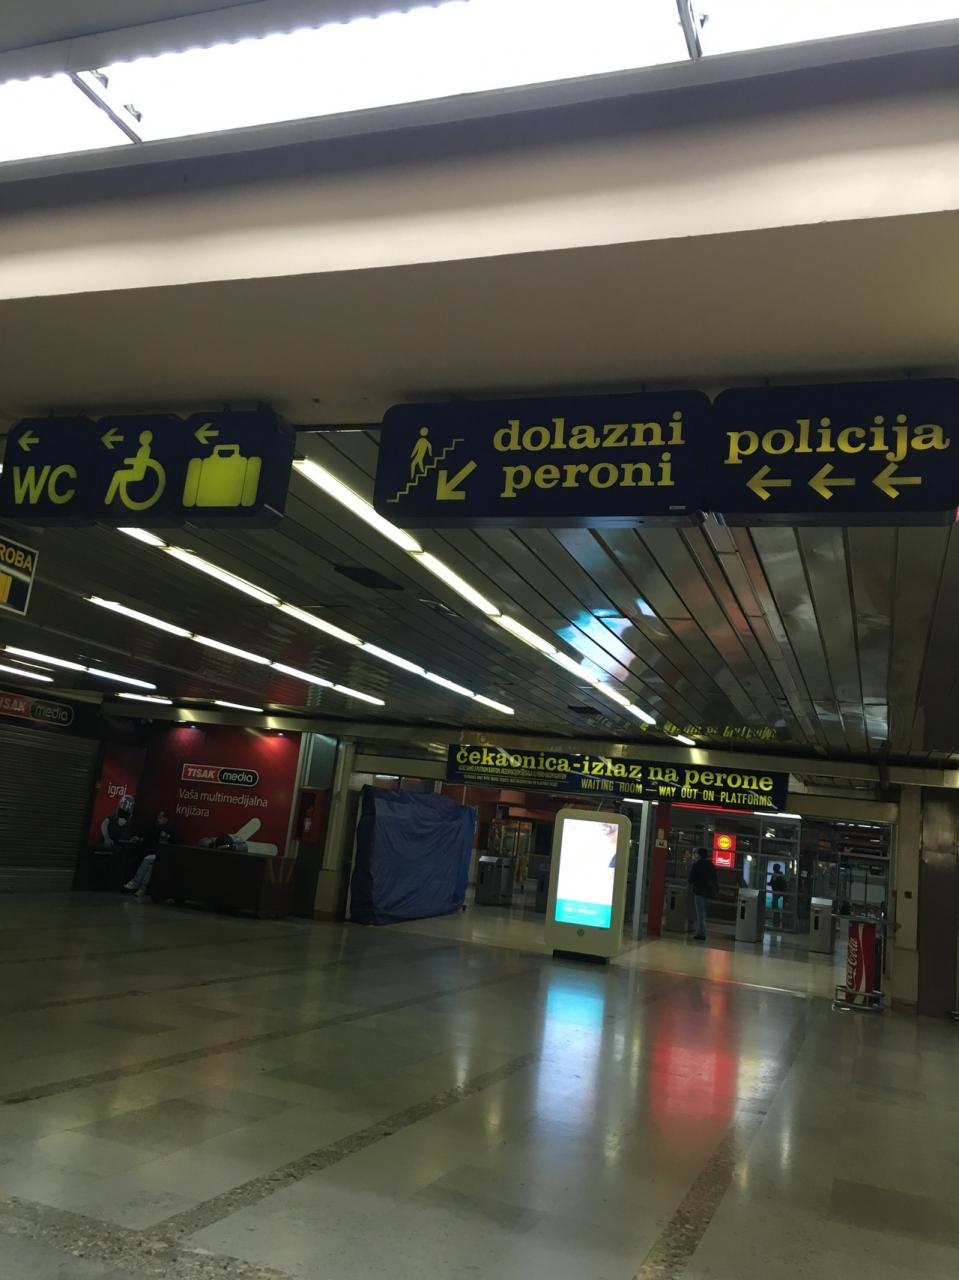 WC
dolazni
peroni
policija
ROBA
TISAK media
igraj
TISAK media
Vaša multimedijalna
knjižara
čekaonica-izlaz na perone
WAITING ROOM — WAY OUT ON PLATFORMS
Coca-Cola